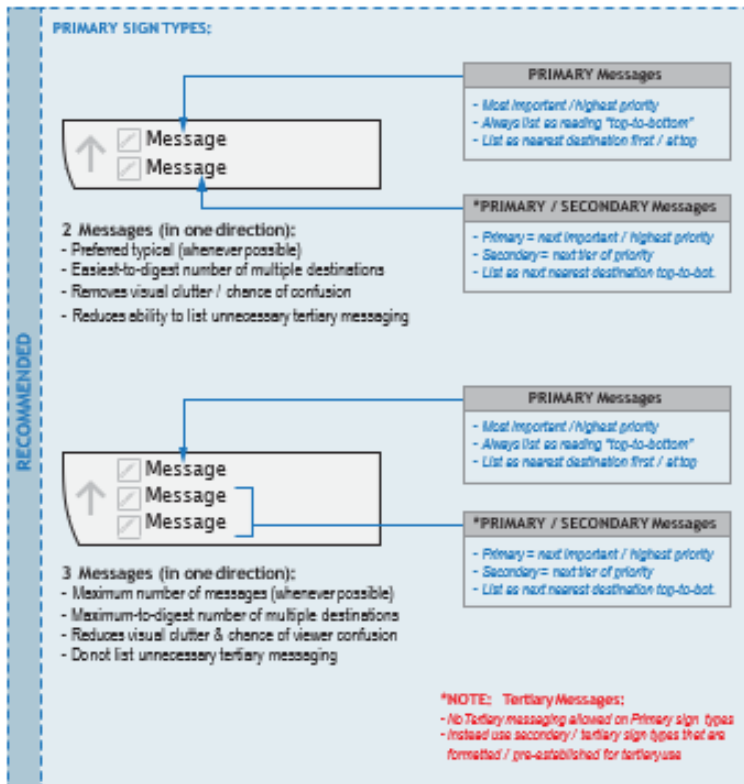 PRIMARY SIGN TYPES:
RECOMMENDED
Message
Message
PRIMARY Messages
- Most important / highest priority
- Always list as reading "top-to-bottom"
- List as nearest destination first / at top
*PRIMARY / SECONDARY Messages
- Primary = next important / highest priority
- Secondary = next tier of priority
- List as next nearest destination top-to-bot.
2 Messages (in one direction):
- Preferred typical (whenever possible)
- Easiest-to-digest number of multiple destinations
- Removes visual clutter / chance of confusion
- Reduces ability to list unnecessary tertiary messaging
Message
Message
Message
PRIMARY Messages
- Most important / highest priority
- Always list as reading "top-to-bottom"
- List as nearest destination first / at top
*PRIMARY / SECONDARY Messages
- Primary = next important / highest priority
- Secondary = next tier of priority
- List as next nearest destination top-to-bot.
3 Messages (in one direction):
- Maximum number of messages (whenever possible)
- Maximum-to-digest number of multiple destinations
- Reduces visual clutter & chance of viewer confusion
- Do not list unnecessary tertiary messaging
*NOTE: Tertiary Messages:
- No Tertiary messaging allowed on Primary sign types
- Instead use secondary / tertiary sign types that are
formatted / pre-established for tertiary use